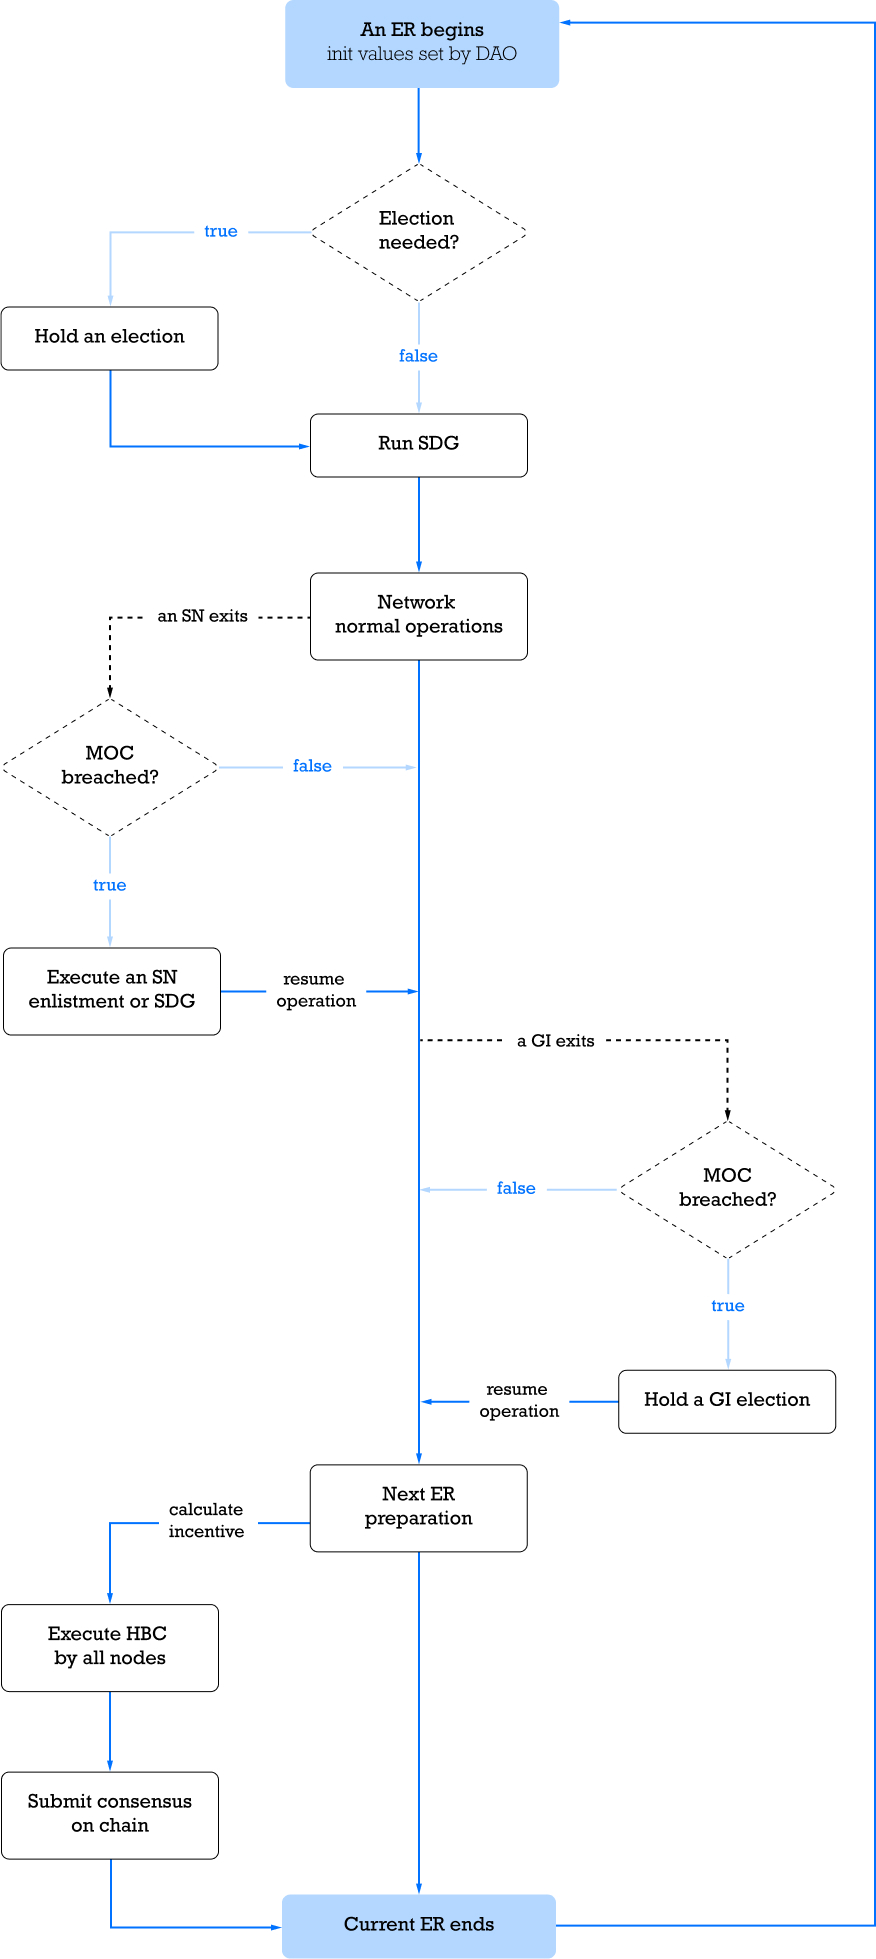 An ER begins
init values set by DAO
Election
needed?
true
Hold an election
false
Run SDG
Network
normal operations
an SN exits
MOC
breached?
false
true
Execute an SN
enlistment or SDG
resume
operation
a GI exits
MOC
breached?
false
true
Hold a GI election
resume
operation
Next ER
preparation
calculate
incentive
Execute HBC
by all nodes
Submit consensus
on chain
Current ER ends